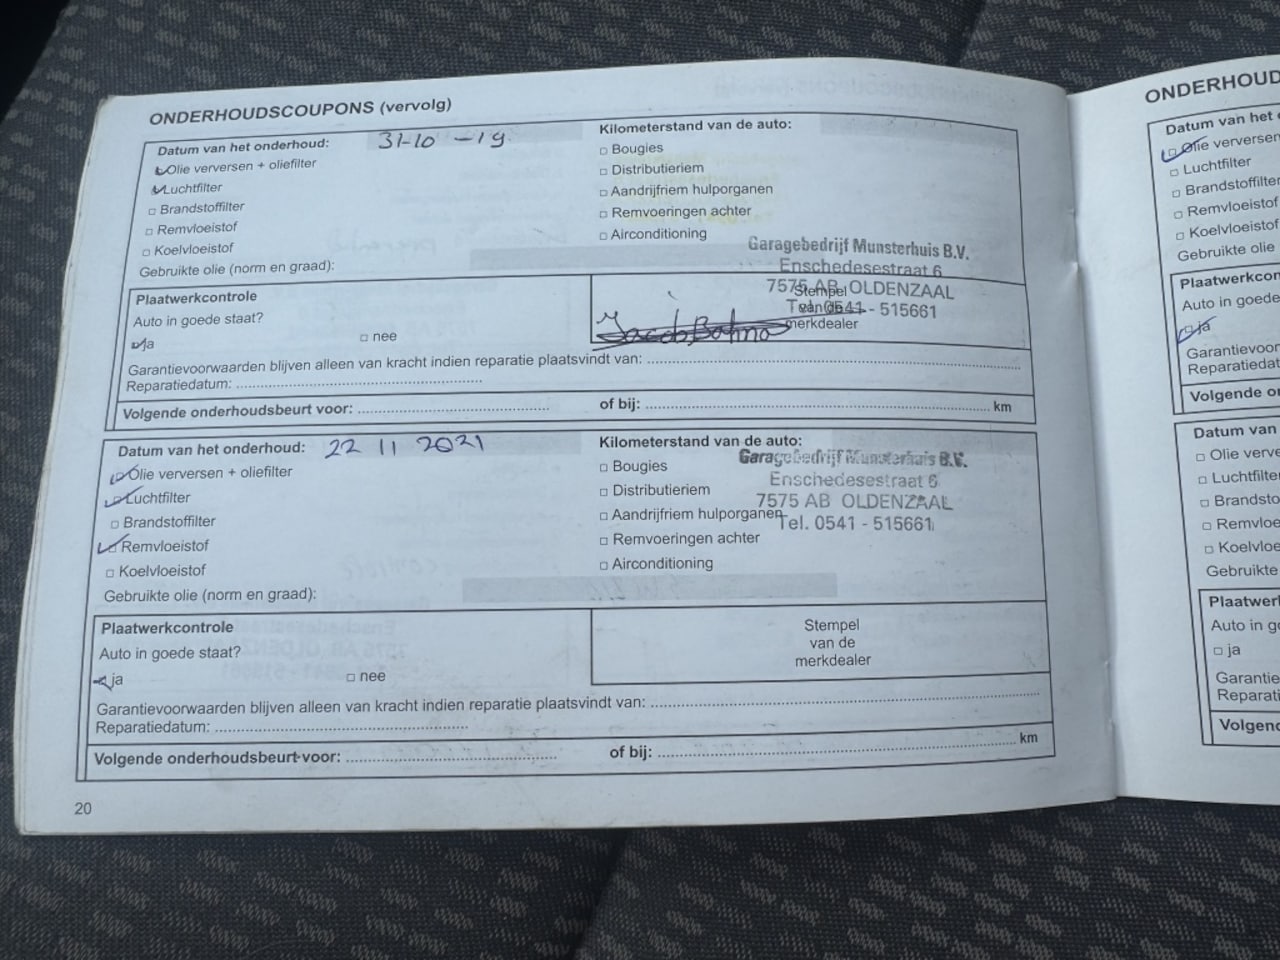 ONDERHOUDSCOUPONS (vervolg)
Datum van het onderhoud: 31-10 -19
Olie verversen + oliefilter
Luchtfilter
Brandstoffilter
Remvloeistof
Koelvloeistof
Gebruikte olie (norm en graad):
Kilometerstand van de auto:
Bougies
Distributieriem
Aandrijfriem hulporganen
Remvoeringen achter
Airconditioning
Garagebedrijf Munsterhuis B.V.
Enschedesestraat 6
7575 AB OLDENZAAL
Tel. 0541 - 515661
Stempel
van de
merkdealer
Plaatwerkcontrole
Auto in goede staat?
ja
nee
Garantievoorwaarden blijven alleen van kracht indien reparatie plaatsvindt van:
Reparatiedatum:
Volgende onderhoudsbeurt voor:
of bij: km
Datum van het onderhoud: 22 11 2021
Olie verversen + oliefilter
Luchtfilter
Brandstoffilter
Remvloeistof
Koelvloeistof
Gebruikte olie (norm en graad):
Kilometerstand van de auto:
Bougies
Distributieriem
Aandrijfriem hulporganen
Remvoeringen achter
Airconditioning
Garagebedrijf Munsterhuis B.V.
Enschedesestraat 6
7575 AB OLDENZAAL
Tel. 0541 - 515661
Plaatwerkcontrole
Auto in goede staat?
ja
nee
Stempel
van de
merkdealer
Garantievoorwaarden blijven alleen van kracht indien reparatie plaatsvindt van:
Reparatiedatum:
Volgende onderhoudsbeurt voor:
of bij: km
20
ONDERHOUD
Datum van het
Olie verversen
Luchtfilter
Brandstoffilter
Remvloeistof
Koelvloeistof
Gebruikte olie
Plaatwerkcon
Auto in goede
ja
Garantievoor
Reparatiedat
Volgende o
Datum van
Olie verve
Luchtfilte
Brandsto
Remvloe
Koelvloe
Gebruikte
Plaatwer
Auto in g
ja
Garantie
Reparati
Volgend